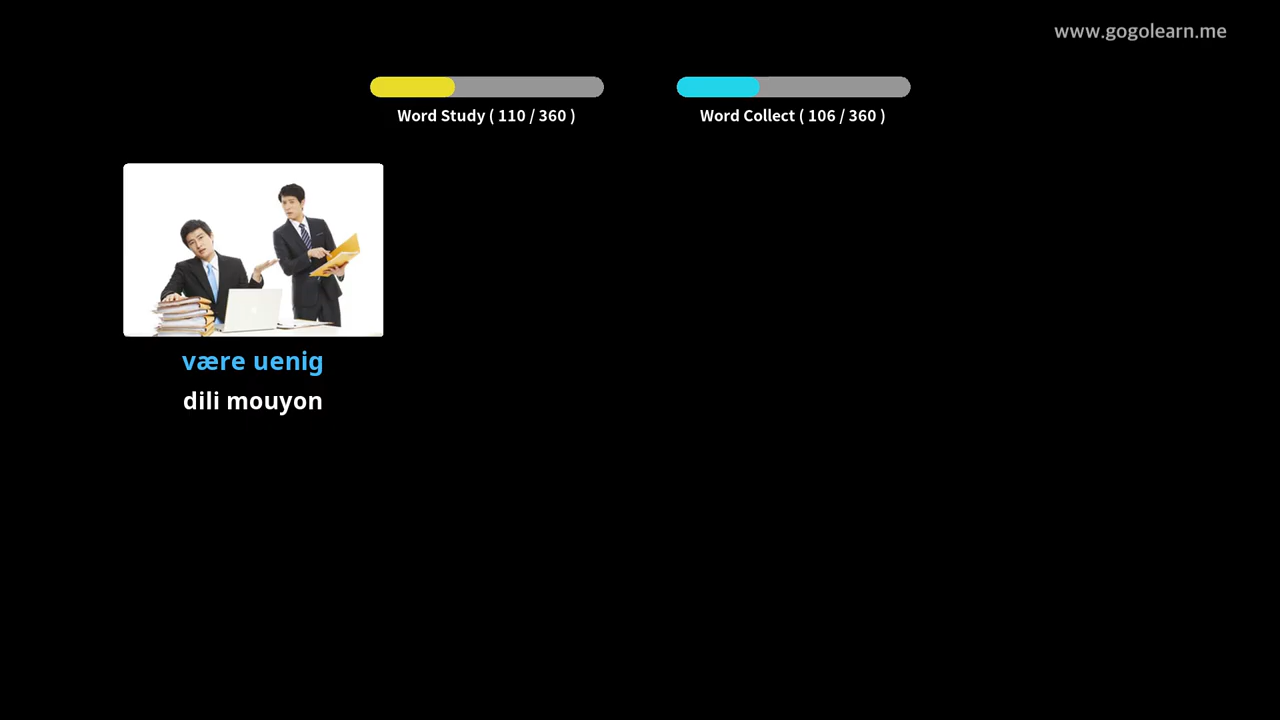 www.gogolearn.me
Word Study ( 110 / 360 )
Word Collect ( 106 / 360 )
være uenig
dili mouyon